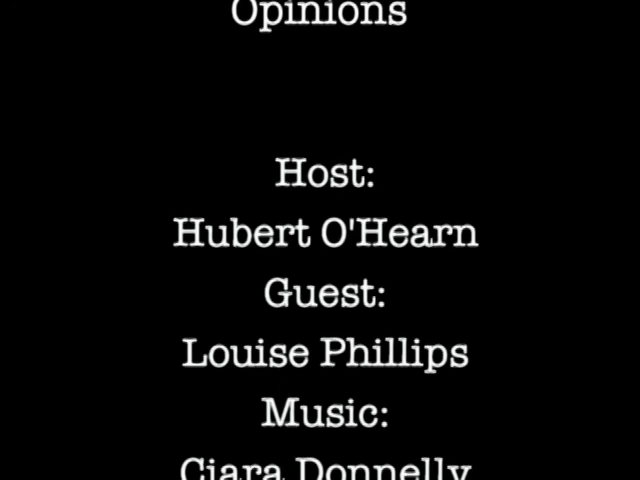 Opinions
Host:
Hubert O'Hearn
Guest:
Louise Phillips
Music:
Ciara Donnelly